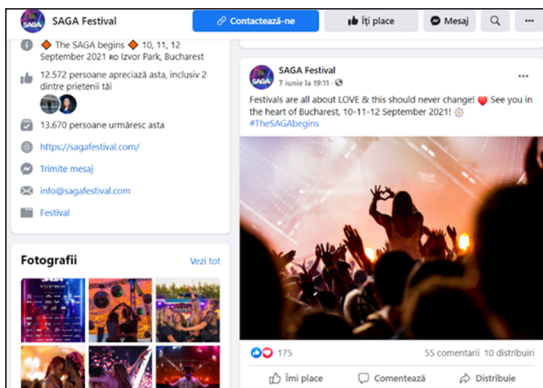 SAGA Festival
Contactează-ne
Îți place
Mesaj
The SAGA begins 10, 11, 12
September 2021 RO Izvor Park, Bucharest
12.572 persoane apreciază asta, inclusiv 2
dintre prietenii tăi
13.670 persoane urmăresc asta
https://sagafestival.com/
Trimite mesaj
info@sagafestival.com
Festival
Fotografii
Vezi tot
SAGA Festival
7 iunie la 19:11
Festivals are all about LOVE & this should never change! See you in
the heart of Bucharest, 10-11-12 September 2021!
#TheSAGAbegins
175
55 comentarii 10 distribuiri
Îmi place
Comentează
Distribuie